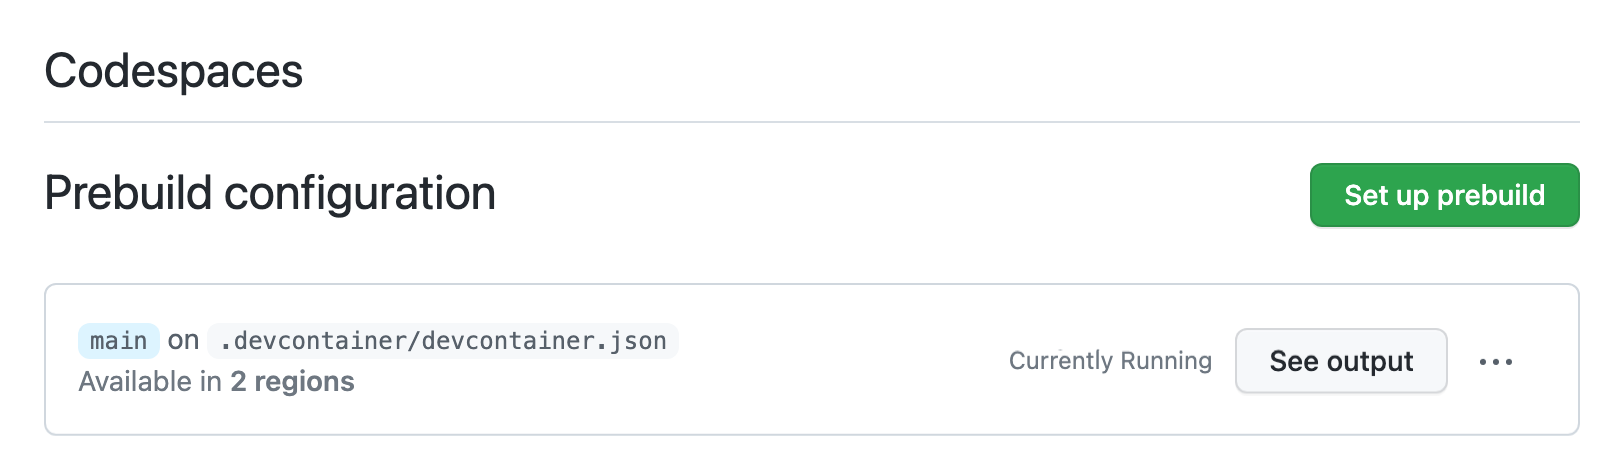 Codespaces
Prebuild configuration
Set up prebuild
main on .devcontainer/devcontainer.json
Available in 2 regions
Currently Running
See output